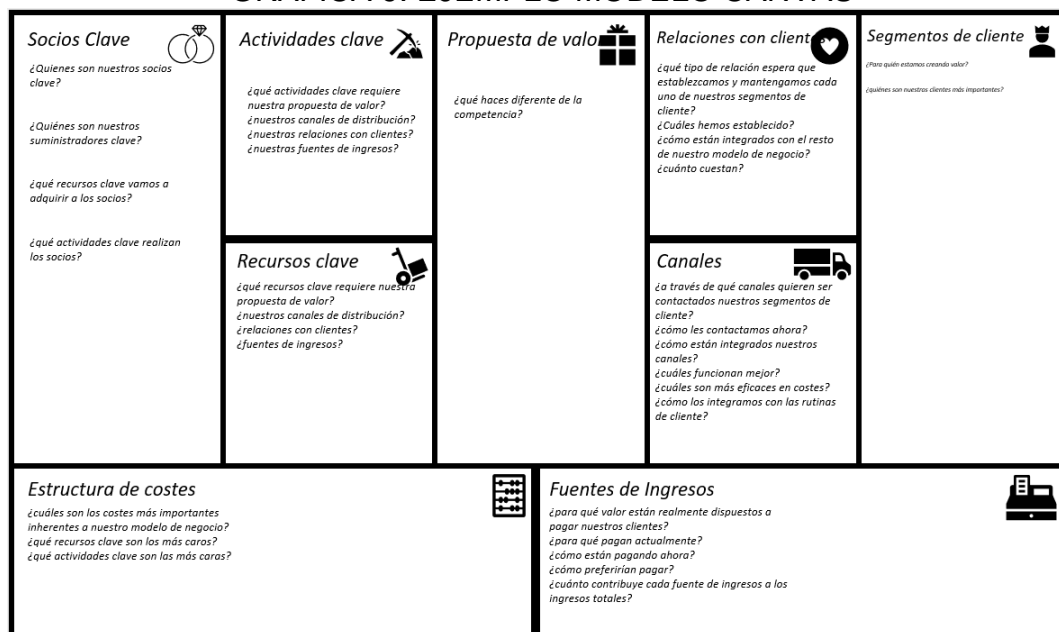 Socios Clave
¿Quienes son nuestros socios
clave?
¿Quiénes son nuestros
suministradores clave?
¿qué recursos clave vamos a
adquirir a los socios?
¿qué actividades clave realizan
los socios?
Actividades clave
¿qué actividades clave requiere
nuestra propuesta de valor?
¿nuestros canales de distribución?
¿nuestras relaciones con clientes?
¿nuestras fuentes de ingresos?
Recursos clave
¿qué recursos clave requiere nuestra
propuesta de valor?
¿nuestros canales de distribución?
¿relaciones con clientes?
¿fuentes de ingresos?
Propuesta de valor
¿qué haces diferente de la
competencia?
Relaciones con clientes
¿qué tipo de relación espera que
establezcamos y mantengamos cada
uno de nuestros segmentos de
cliente?
¿Cuáles hemos establecido?
¿cómo están integrados con el resto
de nuestro modelo de negocio?
¿cuánto cuestan?
Canales
¿a través de qué canales quieren ser
contactados nuestros segmentos de
cliente?
¿cómo les contactamos ahora?
¿cómo están integrados nuestros
canales?
¿cuáles funcionan mejor?
¿cuáles son más eficaces en costes?
¿cómo los integramos con las rutinas
de cliente?
Segmentos de cliente
¿Para quién estamos creando valor?
¿quiénes son nuestros clientes más importantes?
Estructura de costes
¿cuáles son los costes más importantes
inherentes a nuestro modelo de negocio?
¿qué recursos clave son los más caros?
¿qué actividades clave son las más caras?
Fuentes de Ingresos
¿para qué valor están realmente dispuestos a
pagar nuestros clientes?
¿para qué pagan actualmente?
¿cómo están pagando ahora?
¿cómo preferirían pagar?
¿cuánto contribuye cada fuente de ingresos a los
ingresos totales?